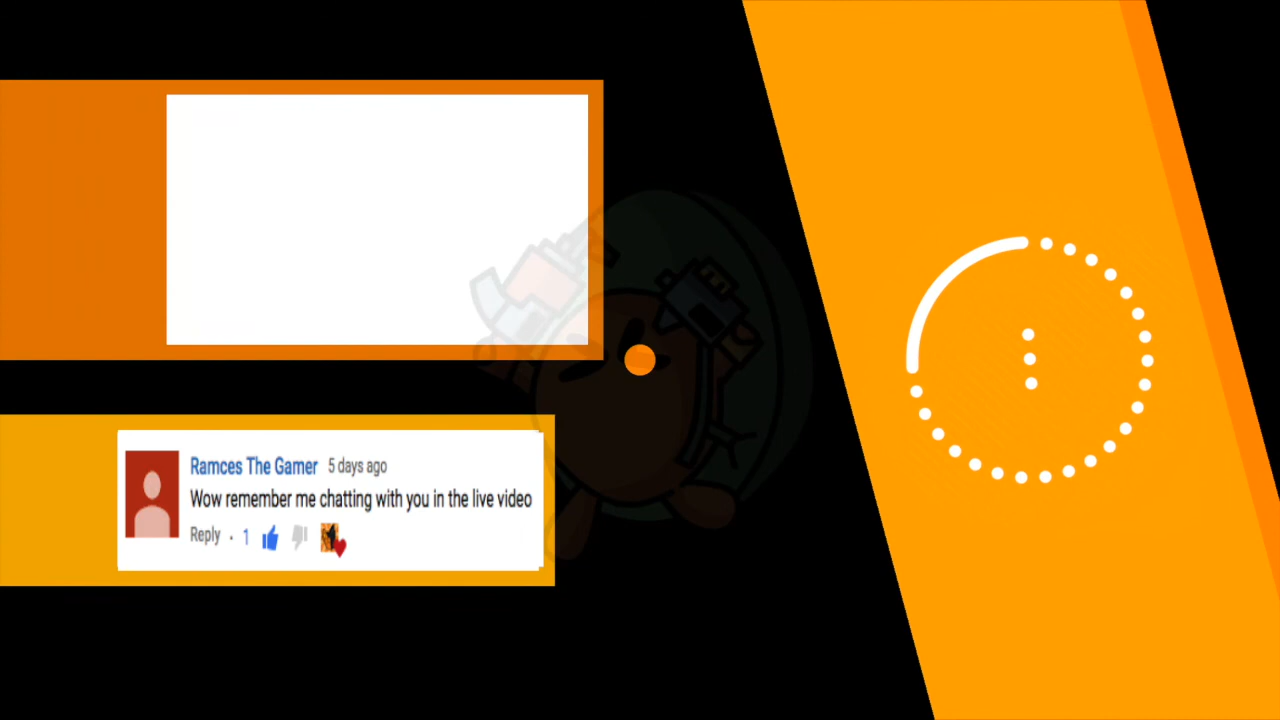 Ramces The Gamer 5 days ago
Wow remember me chatting with you in the live video
Reply · 1